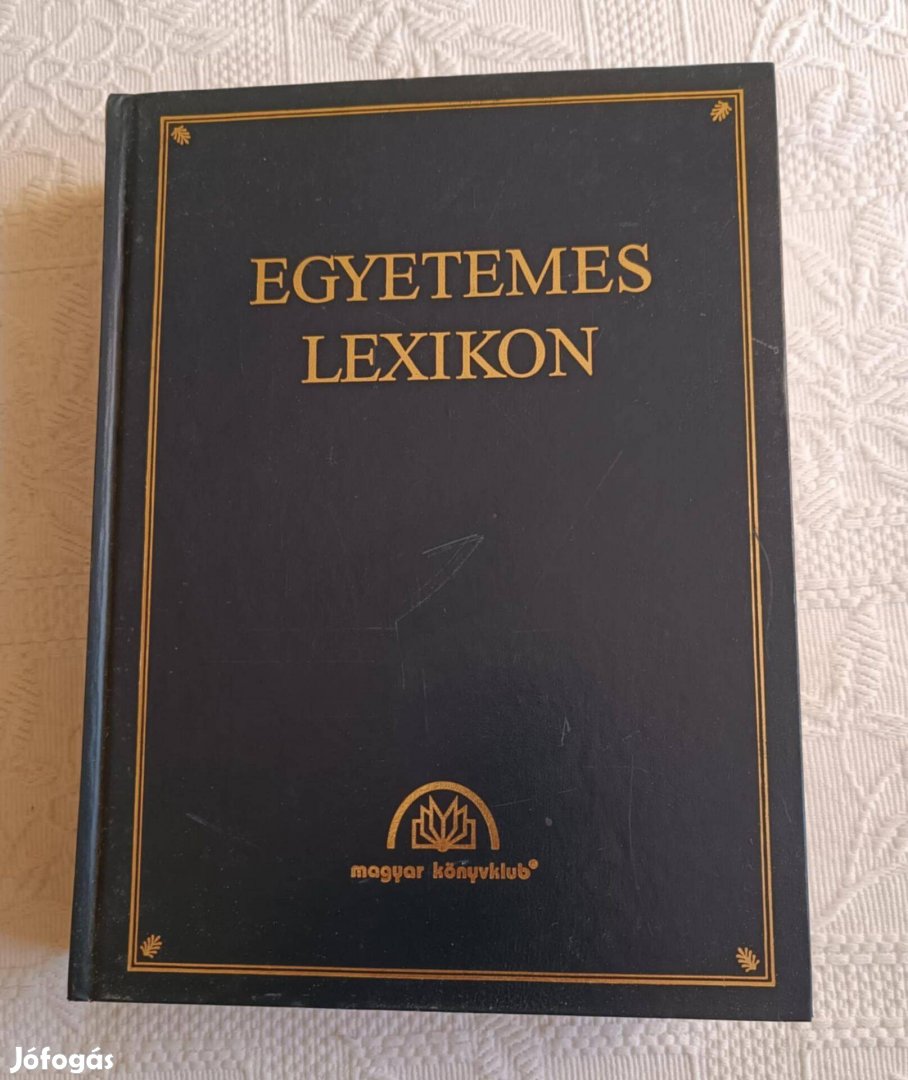 EGYETEMES
LEXIKON
magyar könyvklub®
Jófogás